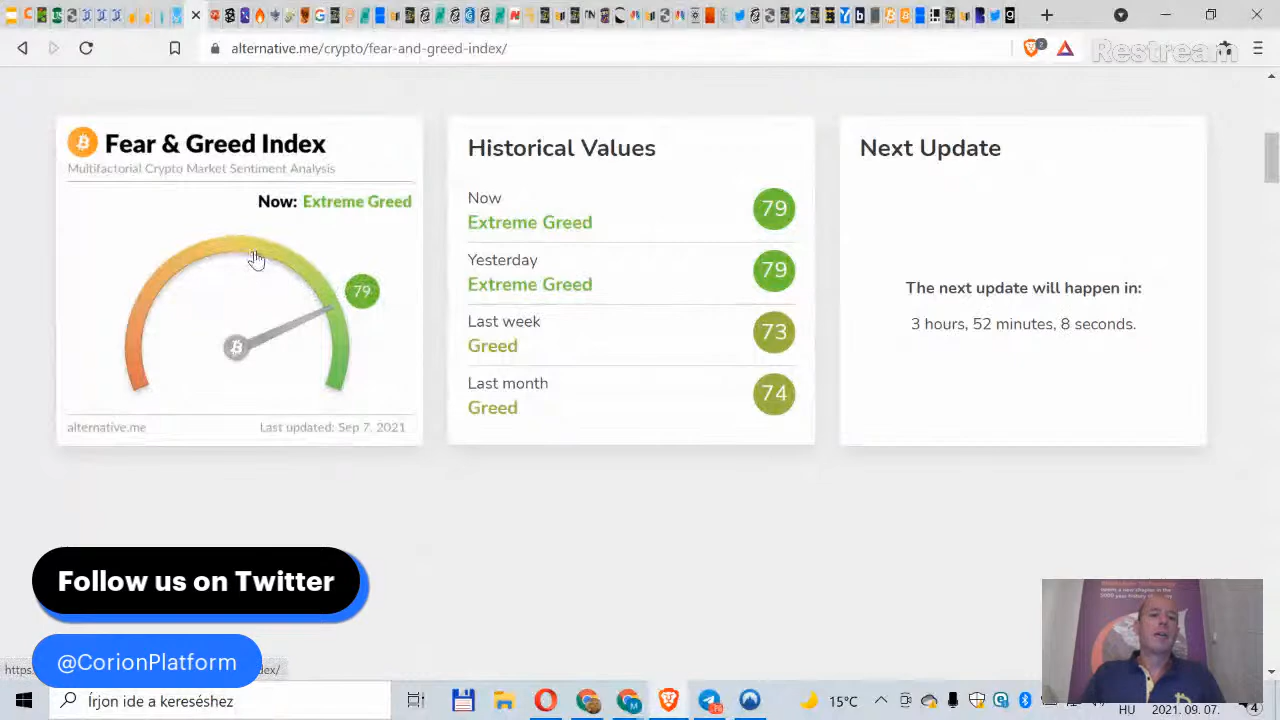 alternative.me/crypto/fear-and-greed-index/
2
Restream
Fear & Greed Index
Multifactorial Crypto Market Sentiment Analysis
Now: Extreme Greed
79
alternative.me
Last updated: Sep 7, 2021
Historical Values
Now
Extreme Greed
79
Yesterday
Extreme Greed
79
Last week
Greed
73
Last month
Greed
74
Next Update
The next update will happen in:
3 hours, 52 minutes, 8 seconds.
Follow us on Twitter
@CorionPlatform
Írjon ide a kereséshez
15°C
HU
2021. 09. 07.